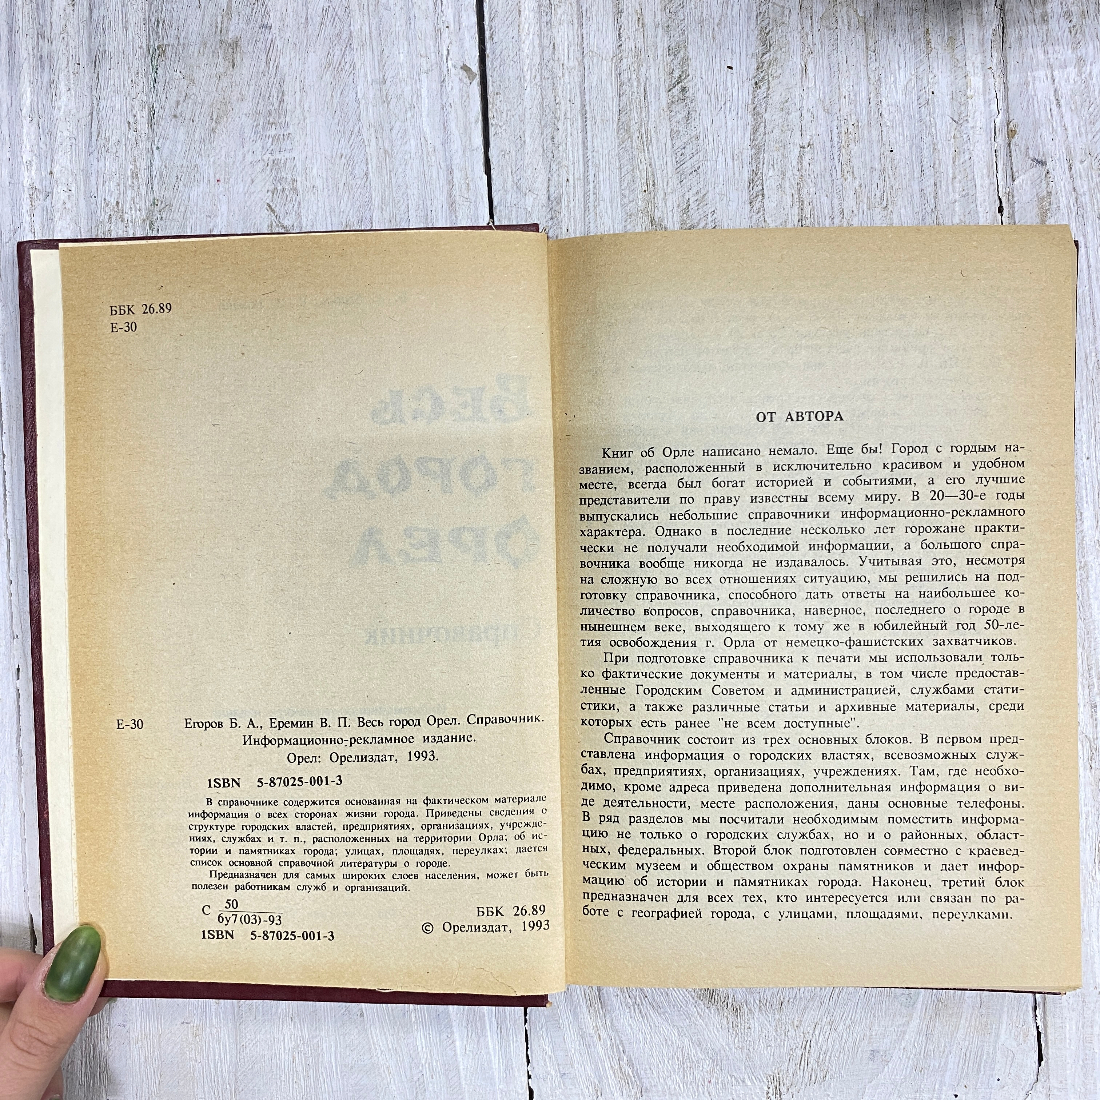 ББК 26.89
Е-30
Е-30 Егоров Б. А., Еремин В. П. Весь город Орел. Справочник.
Информационно-рекламное издание.
Орел: Орелиздат, 1993.
1SBN 5-87025-001-3
В справочнике содержится основанная на фактическом материале
информация о всех сторонах жизни города. Приведены сведения о
структуре городских властей, предприятиях, организациях, учрежде-
ниях, службах и т. п., расположенных на территории Орла; об ис-
тории и памятниках города; улицах, площадях, переулках; дается
список основной справочной литературы о городе.
Предназначен для самых широких слоев населения, может быть
полезен работникам служб и организаций.
С 50
6у7(03)-93
ББК 26.89
1SBN 5-87025-001-3
© Орелиздат, 1993
ОТ АВТОРА
Книг об Орле написано немало. Еще бы! Город с гордым на-
званием, расположенный в исключительно красивом и удобном
месте, всегда был богат историей и событиями, а его лучшие
представители по праву известны всему миру. В 20—30-е годы
выпускались небольшие справочники информационно-рекламного
характера. Однако в последние несколько лет горожане практи-
чески не получали необходимой информации, а большого спра-
вочника вообще никогда не издавалось. Учитывая это, несмотря
на сложную во всех отношениях ситуацию, мы решились на под-
готовку справочника, способного дать ответы на наибольшее ко-
личество вопросов, справочника, наверное, последнего о городе в
нынешнем веке, выходящего к тому же в юбилейный год 50-ле-
тия освобождения г. Орла от немецко-фашистских захватчиков.
При подготовке справочника к печати мы использовали толь-
ко фактические документы и материалы, в том числе предостав-
ленные Городским Советом и администрацией, службами стати-
стики, а также различные статьи и архивные материалы, среди
которых есть ранее "не всем доступные".
Справочник состоит из трех основных блоков. В первом пред-
ставлена информация о городских властях, всевозможных служ-
бах, предприятиях, организациях, учреждениях. Там, где необхо-
димо, кроме адреса приведена дополнительная информация о ви-
де деятельности, месте расположения, даны основные телефоны.
В ряд разделов мы посчитали необходимым поместить информа-
цию не только о городских службах, но и о районных, област-
ных, федеральных. Второй блок подготовлен совместно с краевед-
ческим музеем и обществом охраны памятников и дает инфор-
мацию об истории и памятниках города. Наконец, третий блок
предназначен для всех тех, кто интересуется или связан по ра-
боте с географией города, с улицами, площадями, переулками.